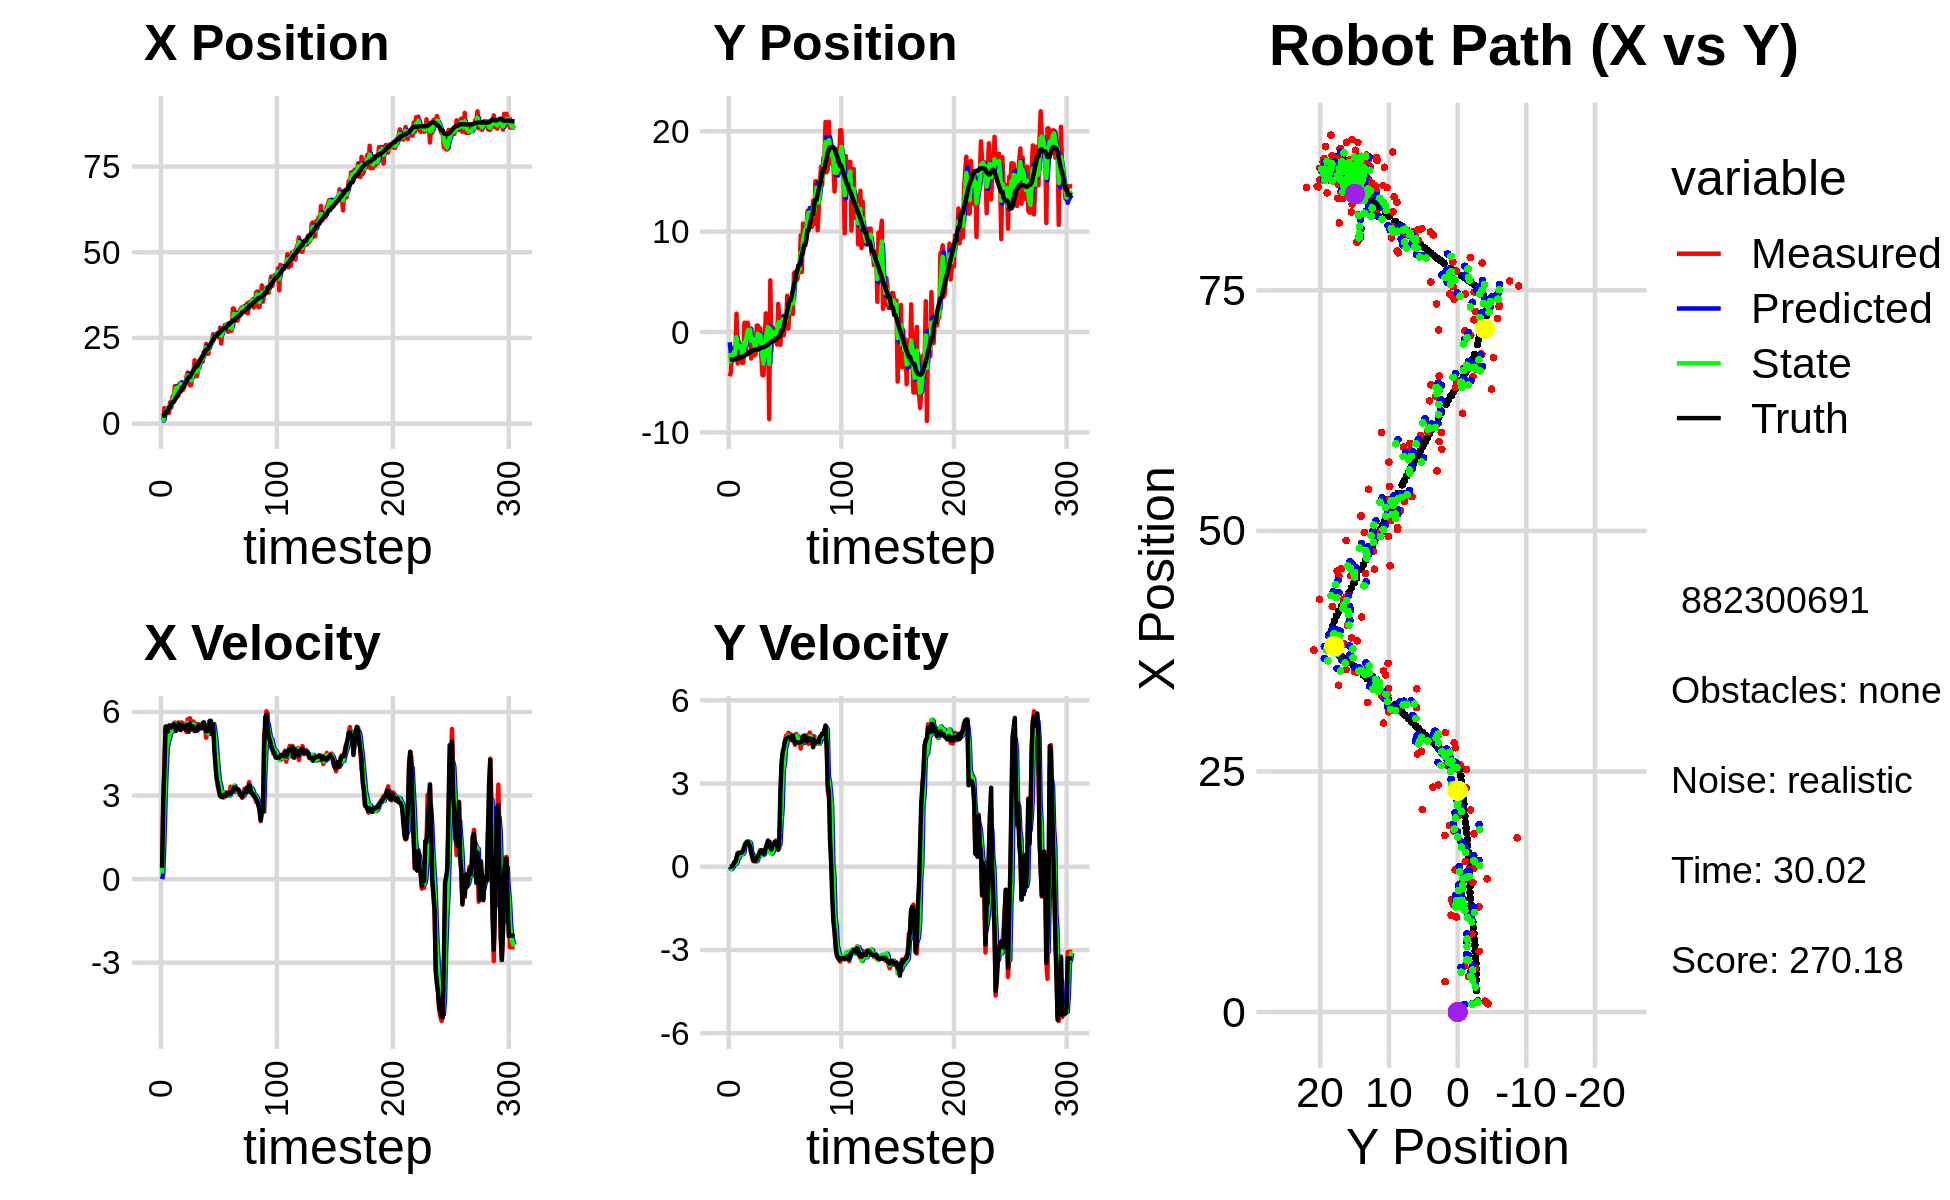 X Position
75
50
25
0
0
100
200
300
timestep
Y Position
20
10
0
-10
0
100
200
300
timestep
X Velocity
6
3
0
-3
0
100
200
300
timestep
Y Velocity
6
3
0
-3
-6
0
100
200
300
timestep
Robot Path (X vs Y)
X Position
75
50
25
0
20 10 0 -10 -20
Y Position
variable
Measured
Predicted
State
Truth
882300691
Obstacles: none
Noise: realistic
Time: 30.02
Score: 270.18